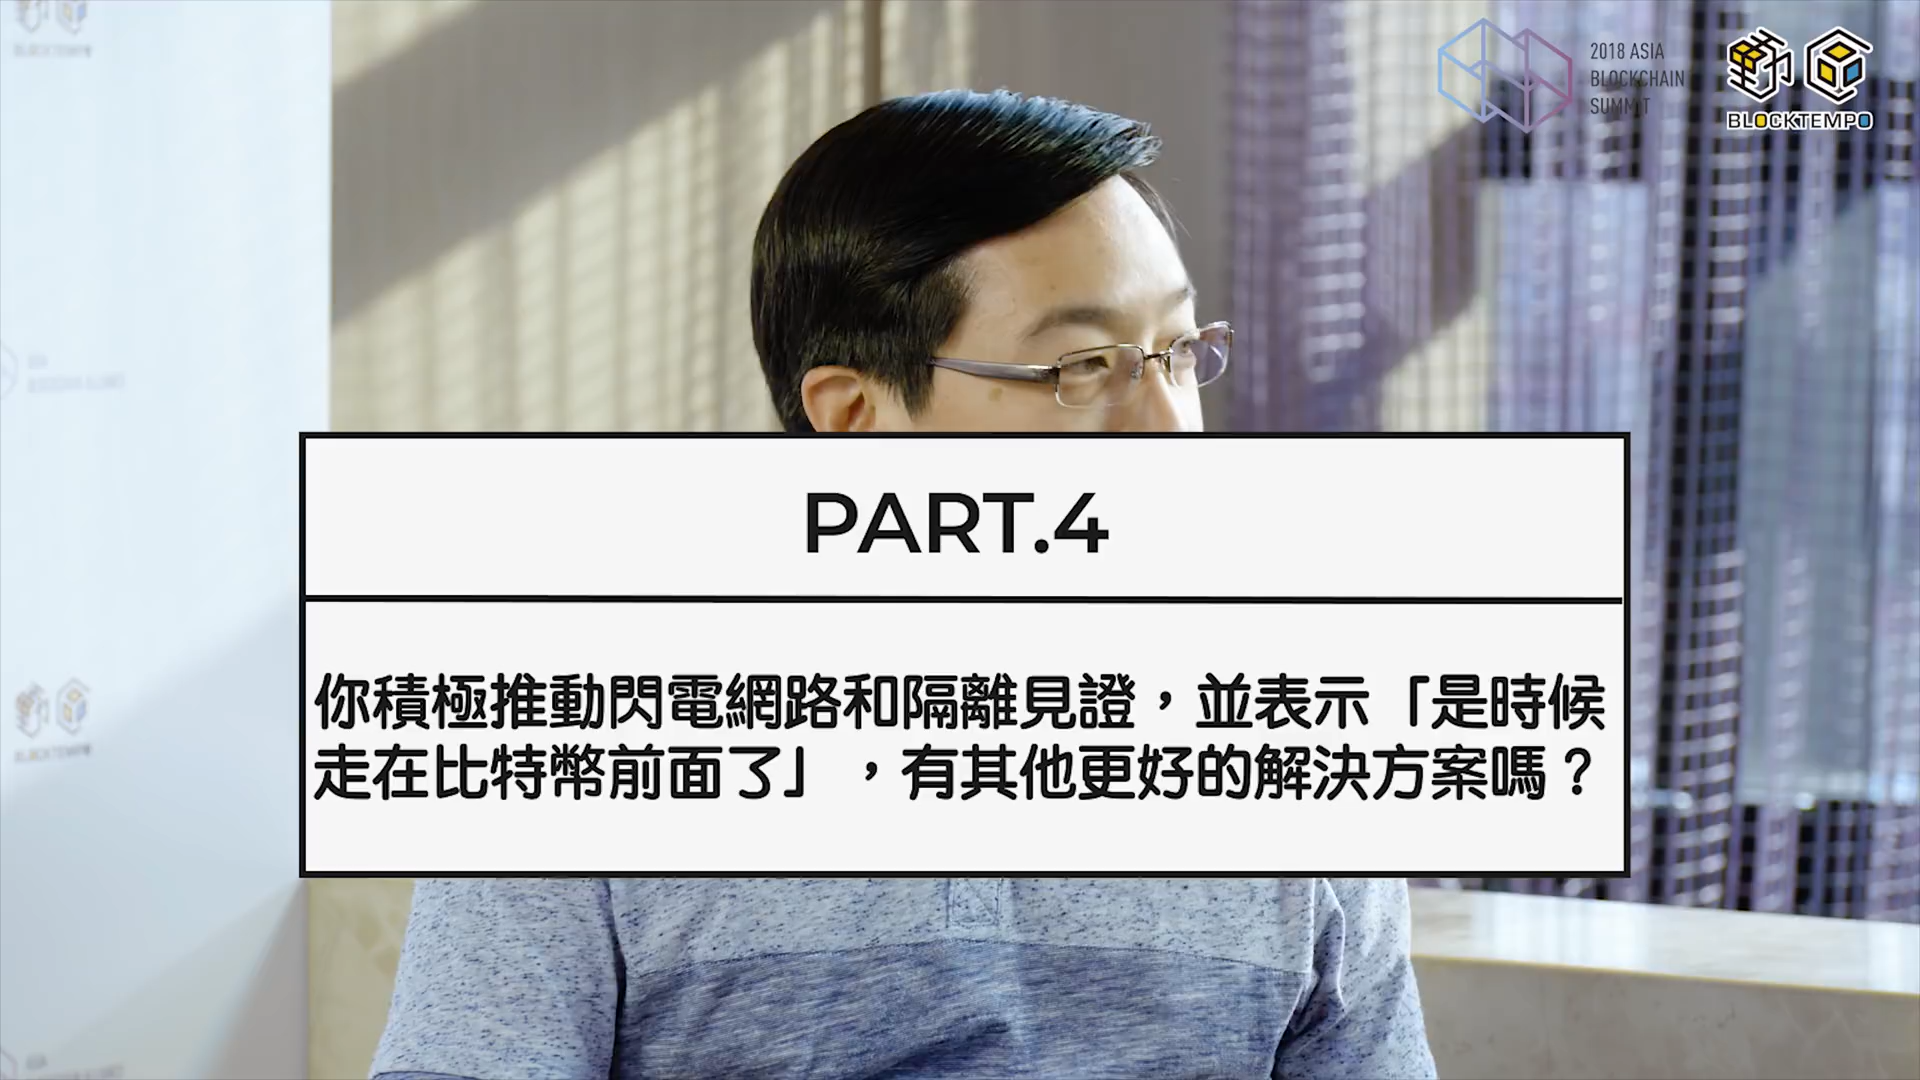 2018 ASIA
BLOCKCHAIN
SUMMIT
BLOCKTEMPO
PART.4
你積極推動閃電網路和隔離見證，並表示「是時候
走在比特幣前面了」，有其他更好的解決方案嗎？